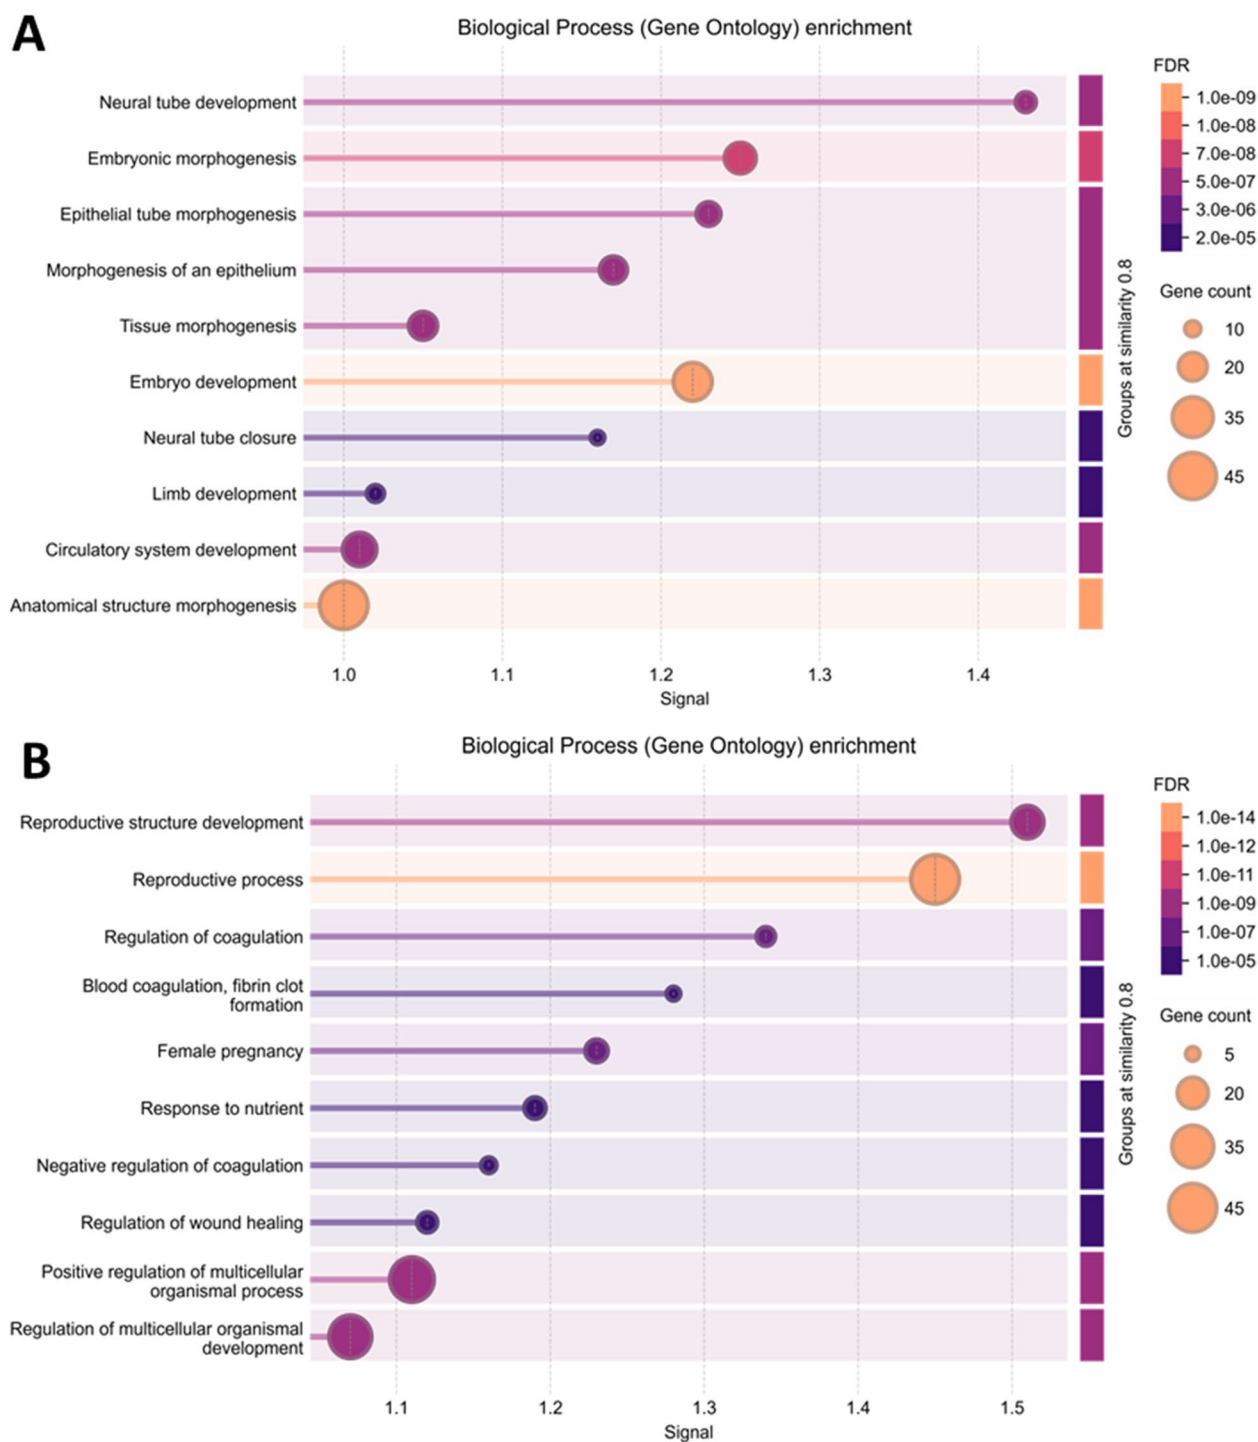 A
Biological Process (Gene Ontology) enrichment
Neural tube development
Embryonic morphogenesis
Epithelial tube morphogenesis
Morphogenesis of an epithelium
Tissue morphogenesis
Embryo development
Neural tube closure
Limb development
Circulatory system development
Anatomical structure morphogenesis
1.0
1.1
1.2
1.3
1.4
Signal
Groups at similarity 0.8
FDR
1.0e-09
1.0e-08
7.0e-08
5.0e-07
3.0e-06
2.0e-05
Gene count
10
20
35
45
B
Biological Process (Gene Ontology) enrichment
Reproductive structure development
Reproductive process
Regulation of coagulation
Blood coagulation, fibrin clot
formation
Female pregnancy
Response to nutrient
Negative regulation of coagulation
Regulation of wound healing
Positive regulation of multicellular
organismal process
Regulation of multicellular organismal
development
1.1
1.2
1.3
1.4
1.5
Signal
Groups at similarity 0.8
FDR
1.0e-14
1.0e-12
1.0e-11
1.0e-09
1.0e-07
1.0e-05
Gene count
5
20
35
45